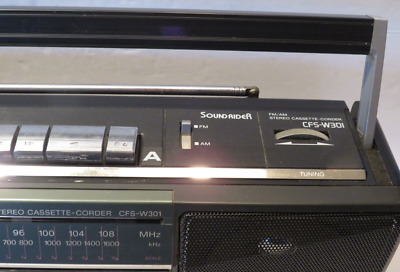 SOUNDRIDER
FM/AM
STEREO CASSETTE-CORDER
CFS-W301
FM
AM
A
TUNING
STEREO CASSETTE-CORDER CFS-W301
96 100 104 108 MHz
700 800 1000 1200 1600 kHz